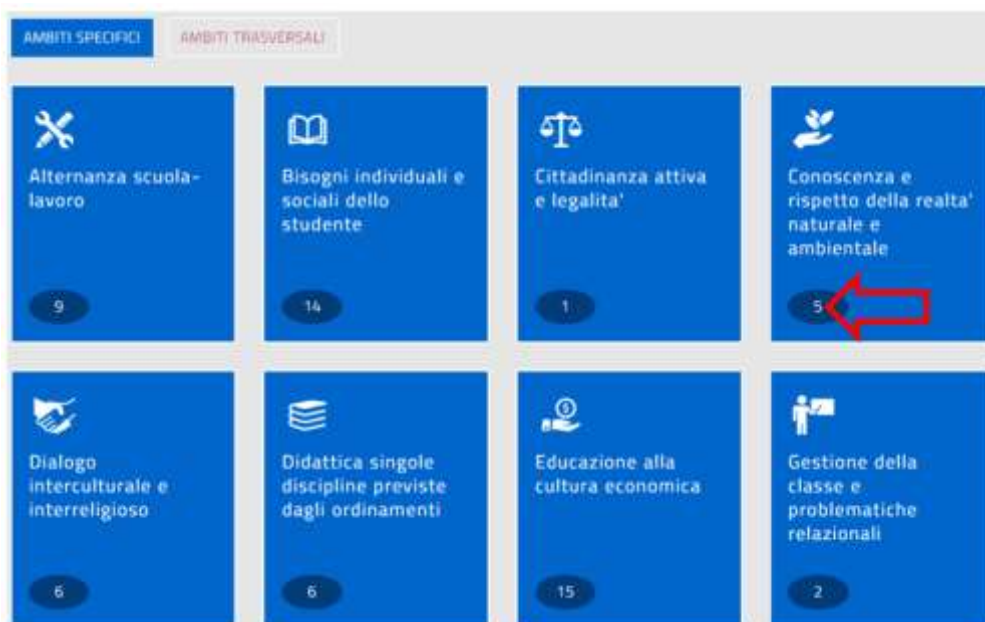 AMBITI SPECIFICI
AMBITI TRASVERSALI
Alternanza scuola-
lavoro
9
Bisogni individuali e
sociali dello
studente
14
Cittadinanza attiva
e legalita'
1
Conoscenza e
rispetto della realta'
naturale e
ambientale
5
Dialogo
interculturale e
interreligioso
6
Didattica singole
discipline previste
dagli ordinamenti
6
Educazione alla
cultura economica
15
Gestione della
classe e
problematiche
relazionali
2